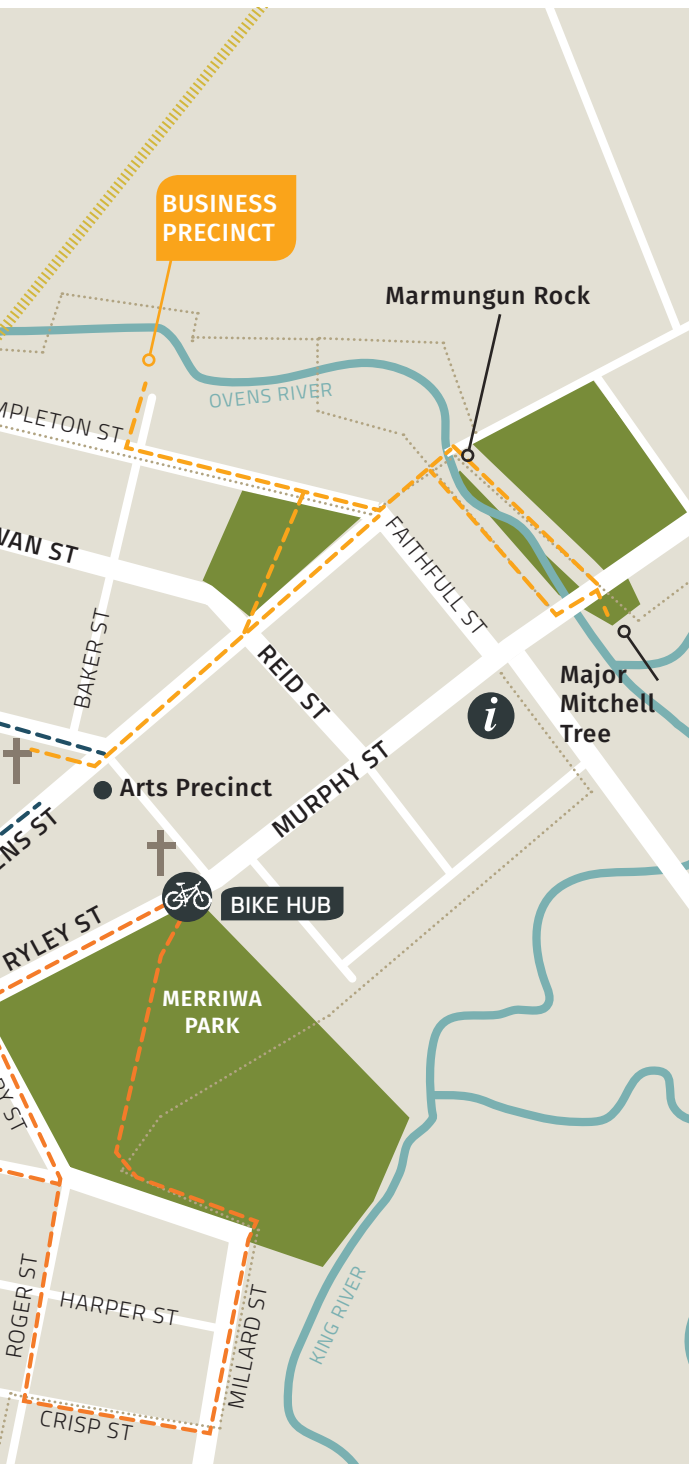 BUSINESS
PRECINCT
Marmungun Rock
OVENS RIVER
MPLETON ST
VAN ST
FAITHFULL ST
BAKER ST
REID ST
Major
Mitchell
Tree
i
MURPHY ST
Arts Precinct
ENS ST
BIKE HUB
RYLEY ST
MERRIWA
PARK
RY ST
ROGER ST
HARPER ST
MILLARD ST
KING RIVER
CRISP ST